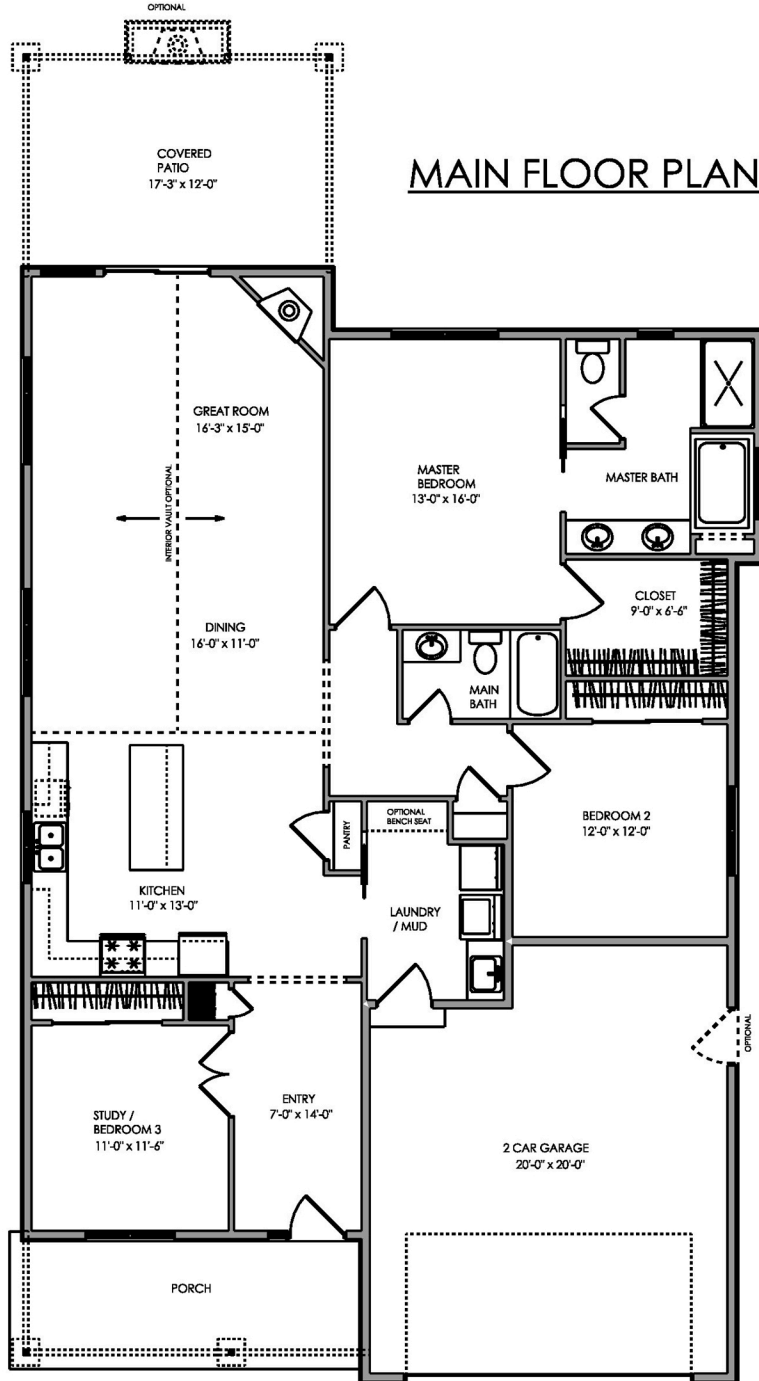 OPTIONAL
COVERED
PATIO
17'-3" x 12'-0"
MAIN FLOOR PLAN
GREAT ROOM
16'-3" x 15'-0"
INTERIOR VAULT OPTIONAL
MASTER
BEDROOM
13'-0" x 16'-0"
MASTER BATH
CLOSET
9'-0" x 6'-6"
DINING
16'-0" x 11'-0"
MAIN
BATH
BEDROOM 2
12'-0" x 12'-0"
OPTIONAL
BENCH SEAT
PANTRY
KITCHEN
11'-0" x 13'-0"
LAUNDRY
/ MUD
OPTIONAL
ENTRY
7'-0" x 14'-0"
STUDY /
BEDROOM 3
11'-0" x 11'-6"
2 CAR GARAGE
20'-0" x 20'-0"
PORCH